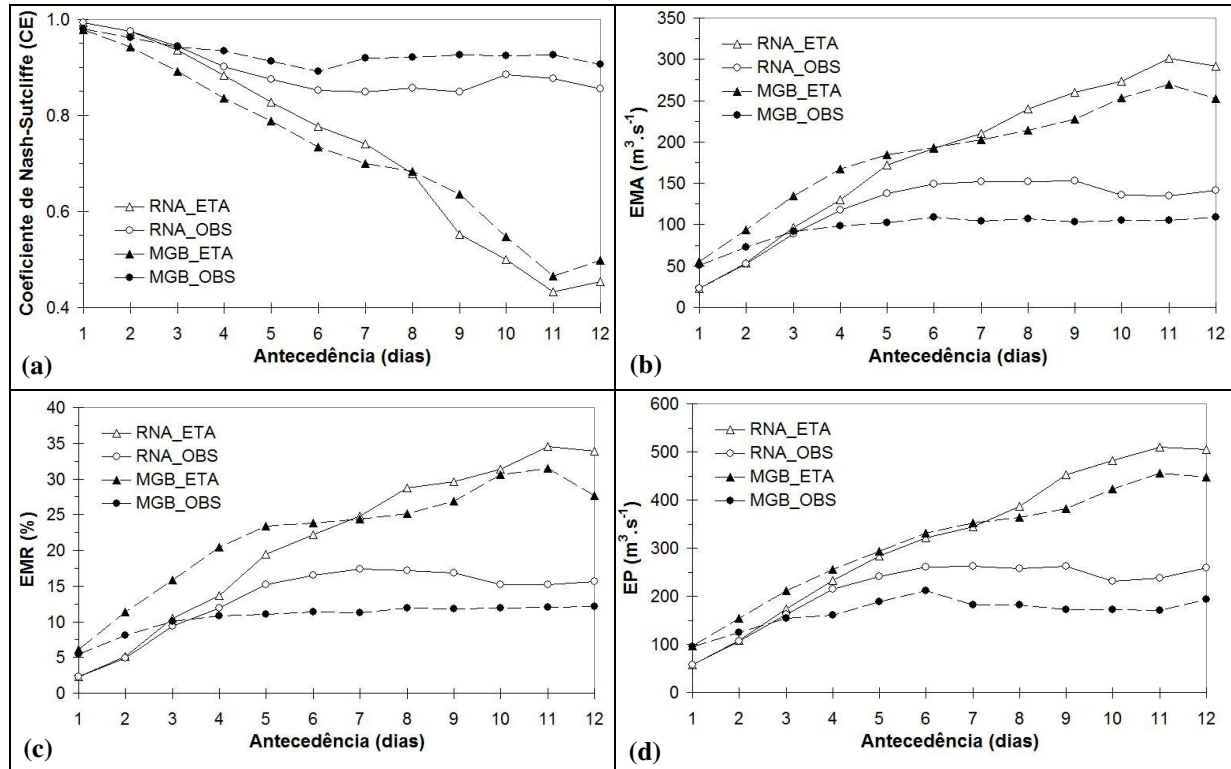 Coeficiente de Nash-Sutcliffe (CE)
1.0
0.8
0.6
0.4
RNA_ETA
RNA_OBS
MGB_ETA
MGB_OBS
1 2 3 4 5 6 7 8 9 10 11 12
Antecedência (dias)
(a)
EMA (m³.s⁻¹)
350
300
250
200
150
100
50
0
RNA_ETA
RNA_OBS
MGB_ETA
MGB_OBS
1 2 3 4 5 6 7 8 9 10 11 12
Antecedência (dias)
(b)
EMR (%)
40
35
30
25
20
15
10
5
0
RNA_ETA
RNA_OBS
MGB_ETA
MGB_OBS
1 2 3 4 5 6 7 8 9 10 11 12
Antecedência (dias)
(c)
EP (m³.s⁻¹)
600
500
400
300
200
100
0
RNA_ETA
RNA_OBS
MGB_ETA
MGB_OBS
1 2 3 4 5 6 7 8 9 10 11 12
Antecedência (dias)
(d)